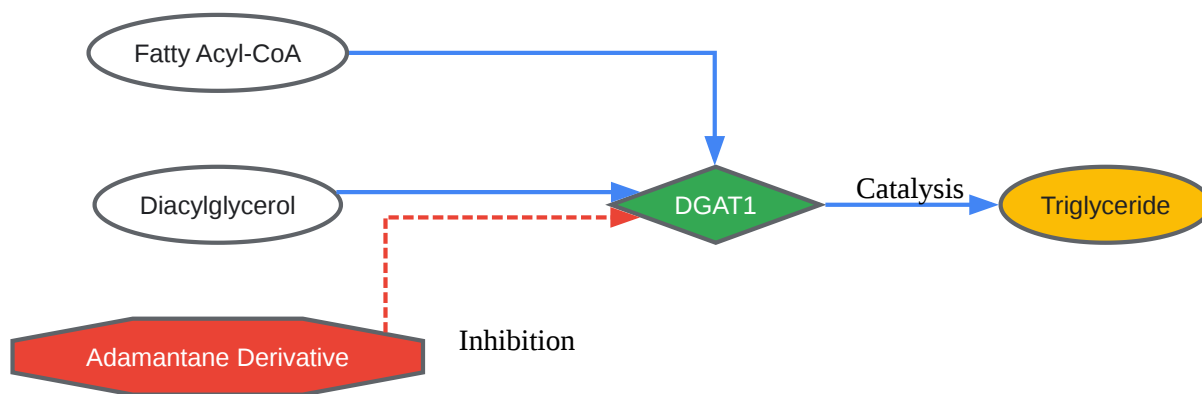 Fatty Acyl-CoA
Diacylglycerol
DGAT1
Catalysis
Triglyceride
Adamantane Derivative
Inhibition